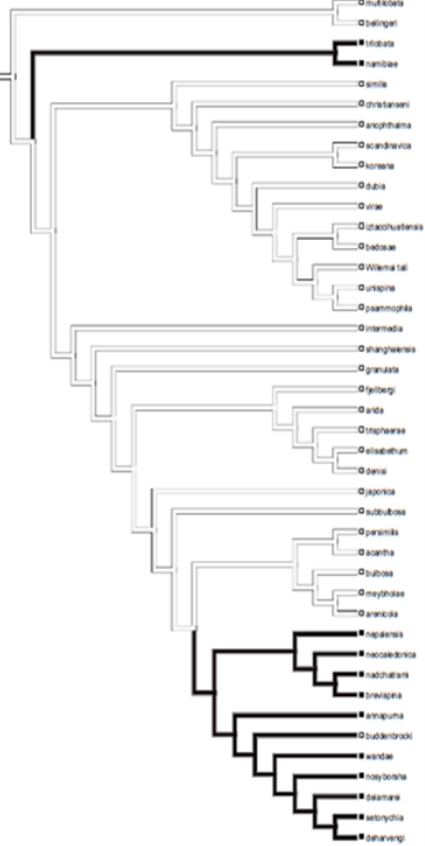 multilobata
bellingeri
trilobata
namibiae
similis
christianseni
anophthalma
scandinavica
koreana
dubia
virae
iztaccihuatlensis
bedosae
Willemia tali
unispina
psammophila
intermedia
shanghaiensis
granulata
fjellbergi
arida
trisphaerae
elisabethum
denisi
japonica
subbulbosa
persimilis
acantha
bulbosa
meybholae
arenicola
nepalensis
neocaledonica
nadchatrami
brevispina
annapurna
buddenbrocki
wandae
nosyboraha
delamarei
setonychia
deharvengi